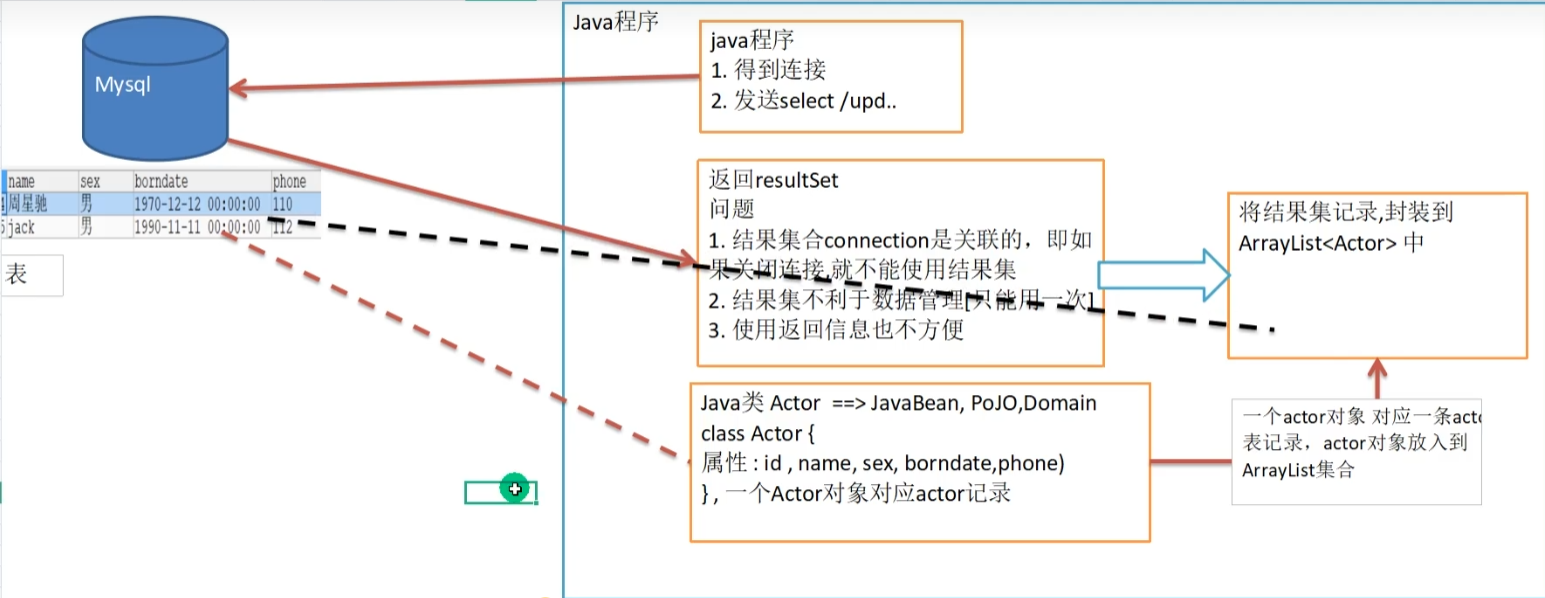 Java程序
java程序
1. 得到连接
2. 发送select /upd..
Mysql
name sex borndate phone
周星驰 男 1970-12-12 00:00:00 110
jack 男 1990-11-11 00:00:00 112
表
返回resultSet
问题
1. 结果集合connection是关联的，即如
果关闭连接,就不能使用结果集
2. 结果集不利于数据管理[只能用一次]
3. 使用返回信息也不方便
将结果集记录,封装到
ArrayList<Actor> 中
Java类 Actor ==> JavaBean, PoJO,Domain
class Actor {
属性 : id , name, sex, borndate,phone)
} , 一个Actor对象对应actor记录
一个actor对象 对应一条acto
表记录，actor对象放入到
ArrayList集合